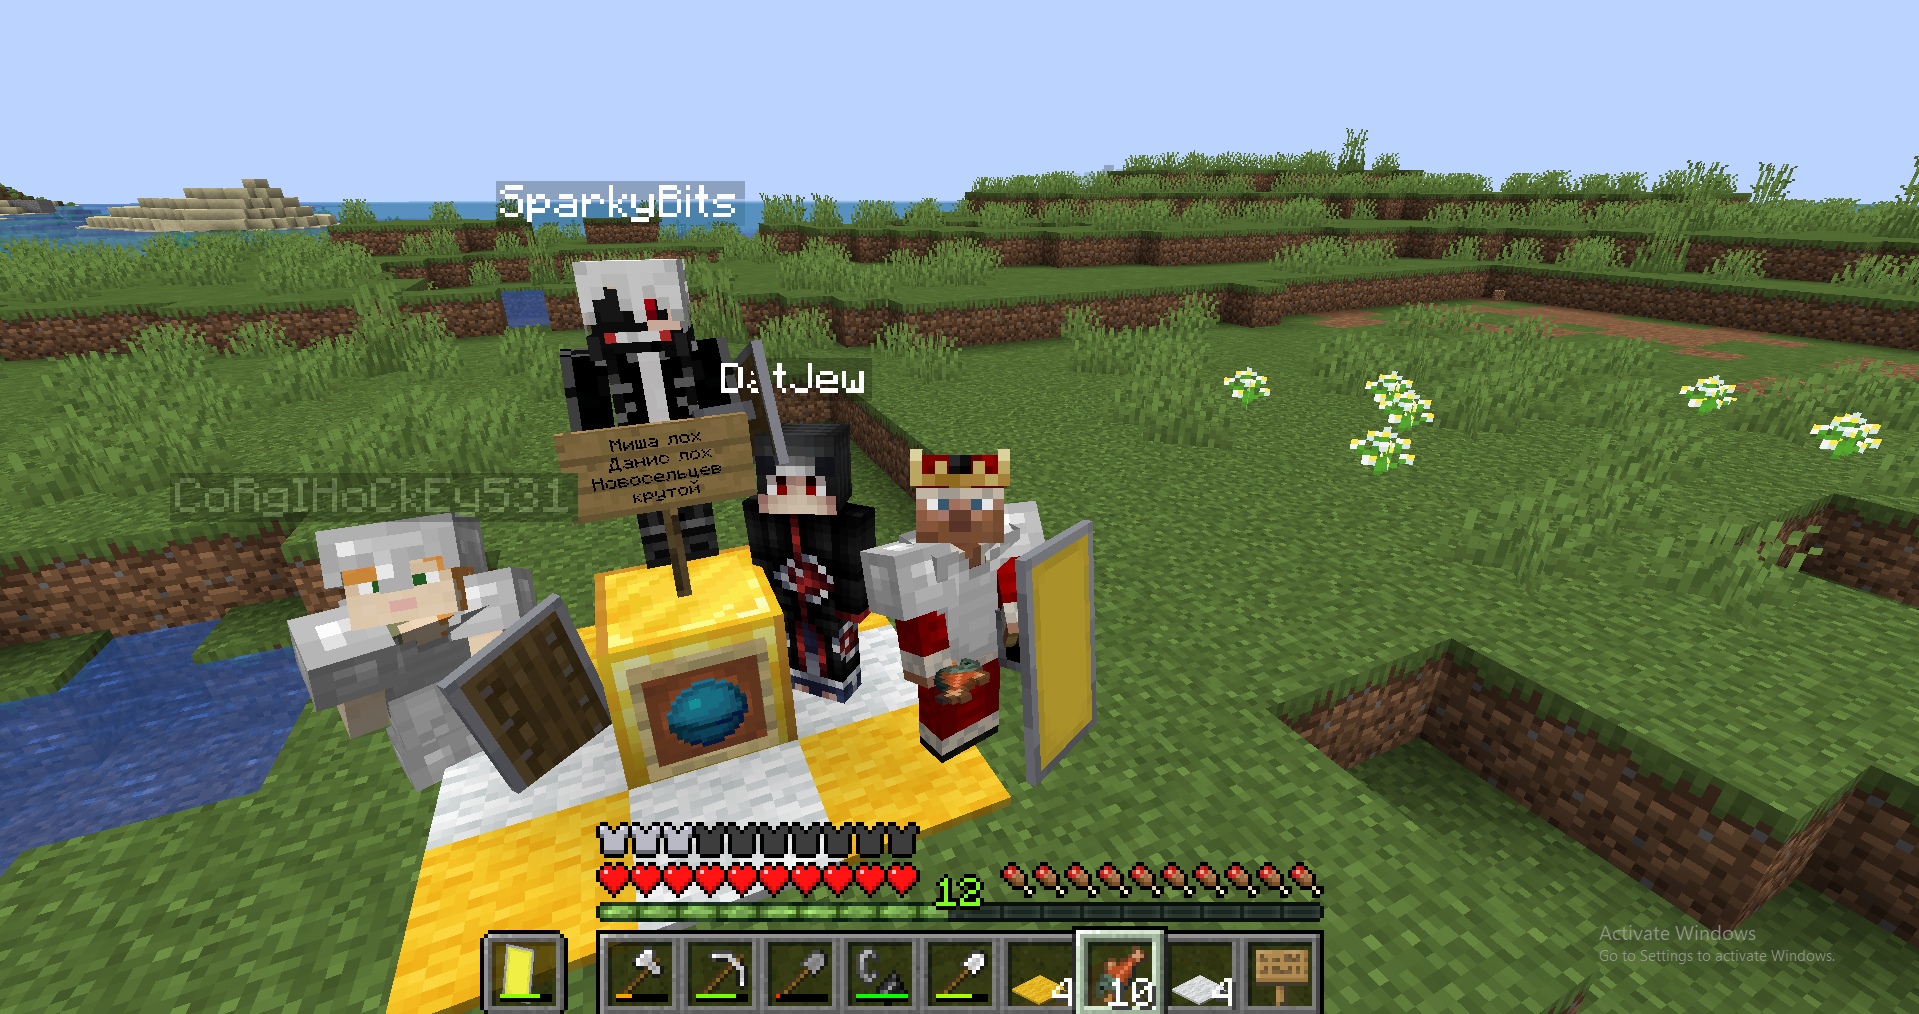 SparkyBits
DatJew
Миша лох
Данис лох
Новосельцев
крутой
CoRgIHoCkEy531
12
4
10
4
Activate Windows
Go to Settings to activate Windows.